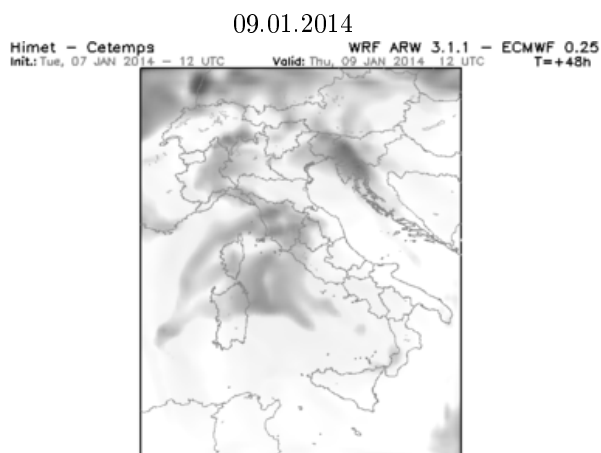 09.01.2014
Himet - Cetemps WRF ARW 3.1.1 - ECMWF 0.25
Init.: Tue, 07 JAN 2014 - 12 UTC Valid: Thu, 09 JAN 2014 12 UTC T=+48h